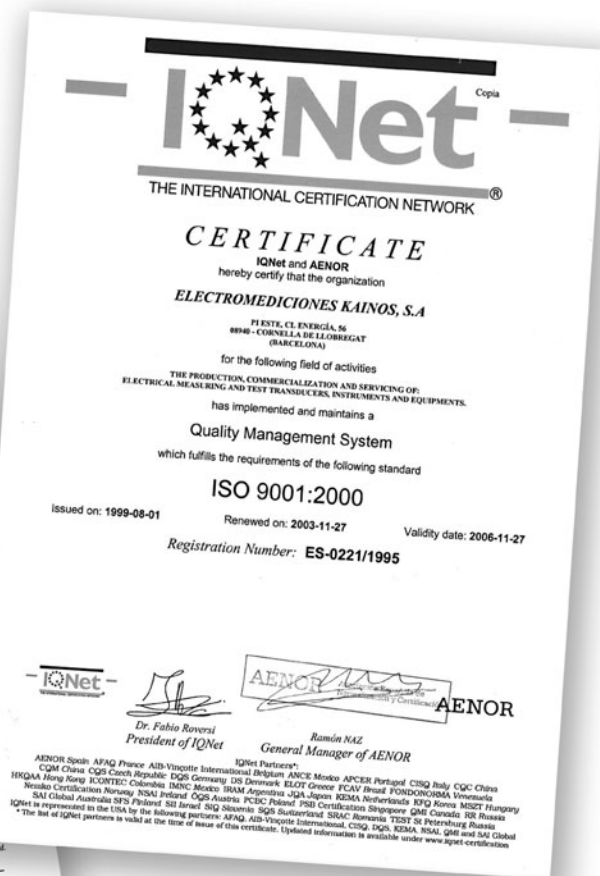 Copia
IQNet ®
THE INTERNATIONAL CERTIFICATION NETWORK
CERTIFICATE
IQNet and AENOR
hereby certify that the organization
ELECTROMEDICIONES KAINOS, S.A
PI ESTE, CL ENERGÍA, 56
08940 - CORNELLA DE LLOBREGAT
(BARCELONA)
for the following field of activities
THE PRODUCTION, COMMERCIALIZATION AND SERVICING OF:
ELECTRICAL MEASURING AND TEST TRANSDUCERS, INSTRUMENTS AND EQUIPMENTS.
has implemented and maintains a
Quality Management System
which fulfills the requirements of the following standard
ISO 9001:2000
Issued on: 1999-08-01 Renewed on: 2003-11-27 Validity date: 2006-11-27
Registration Number: ES-0221/1995
IQNet
AENOR
Normalización y Certificación
AENOR
Dr. Fabio Roversi
President of IQNet
Ramón NAZ
General Manager of AENOR
IQNet Partners*:
AENOR Spain AFAQ France AIB-Vinçotte International Belgium ANCE Mexico APCER Portugal CISQ Italy CQC China
CQM China CQS Czech Republic DQS Germany DS Denmark ELOT Greece FCAV Brazil FONDONORMA Venezuela
HKQAA Hong Kong ICONTEC Colombia IMNC Mexico IRAM Argentina JQA Japan KEMA Netherlands KFQ Korea MSZT Hungary
Nemko Certification Norway NSAI Ireland ÖQS Austria PCBC Poland PSB Certification Singapore QMI Canada RR Russia
SAI Global Australia SFS Finland SII Israel SIQ Slovenia SQS Switzerland SRAC Romania TEST St Petersburg Russia
IQNet is represented in the USA by the following partners: AFAQ, AIB-Vinçotte International, CISQ, DQS, KEMA, NSAI, QMI and SAI Global
* The list of IQNet partners is valid at the time of issue of this certificate. Updated information is available under www.iqnet-certification